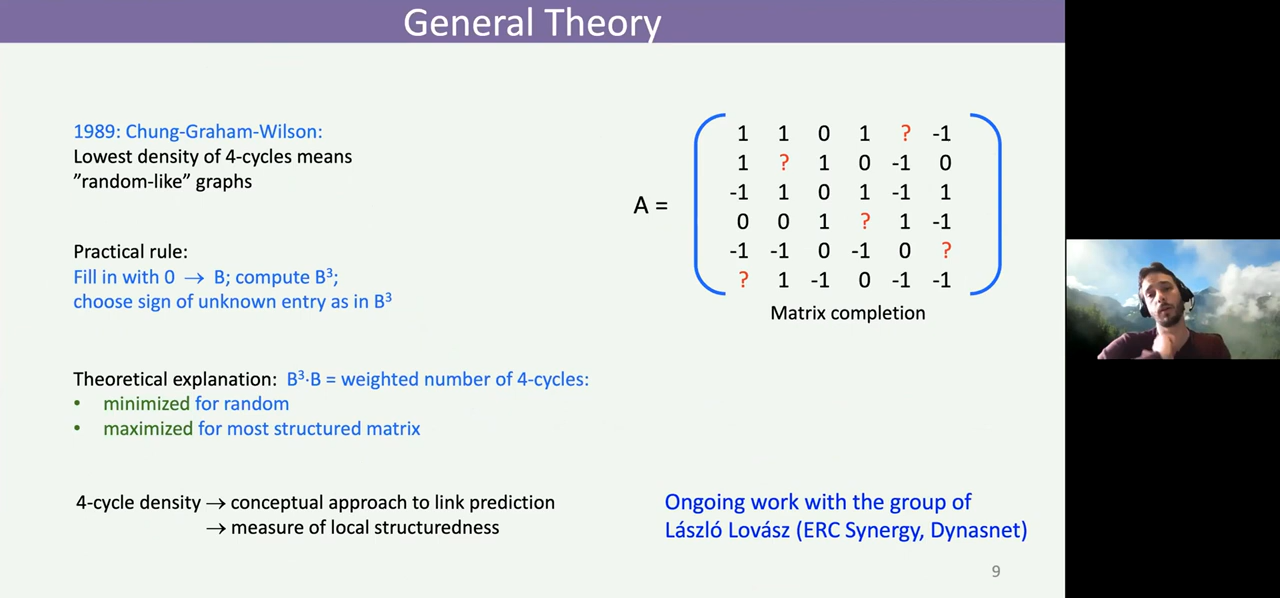 General Theory
1989: Chung-Graham-Wilson:
Lowest density of 4-cycles means
”random-like” graphs
Practical rule:
Fill in with 0 → B; compute B³;
choose sign of unknown entry as in B³
Theoretical explanation: B³·B = weighted number of 4-cycles:
• minimized for random
• maximized for most structured matrix
4-cycle density → conceptual approach to link prediction
→ measure of local structuredness
A =
1 1 0 1 ? -1
1 ? 1 0 -1 0
-1 1 0 1 -1 1
0 0 1 ? 1 -1
-1 -1 0 -1 0 ?
? 1 -1 0 -1 -1
Matrix completion
Ongoing work with the group of
László Lovász (ERC Synergy, Dynasnet)
9